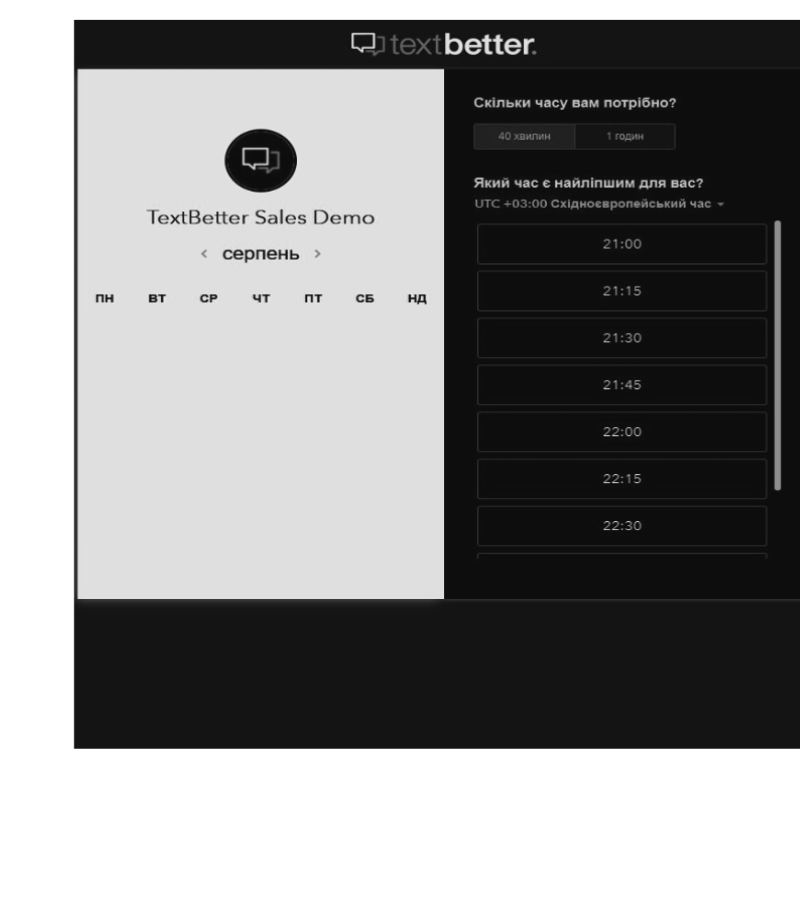 textbetter.
TextBetter Sales Demo
‹ серпень ›
ПН ВТ СР ЧТ ПТ СБ НД
Скільки часу вам потрібно?
40 хвилин 1 годин
Який час є найліпшим для вас?
UTC +03:00 Східноєвропейський час
21:00
21:15
21:30
21:45
22:00
22:15
22:30